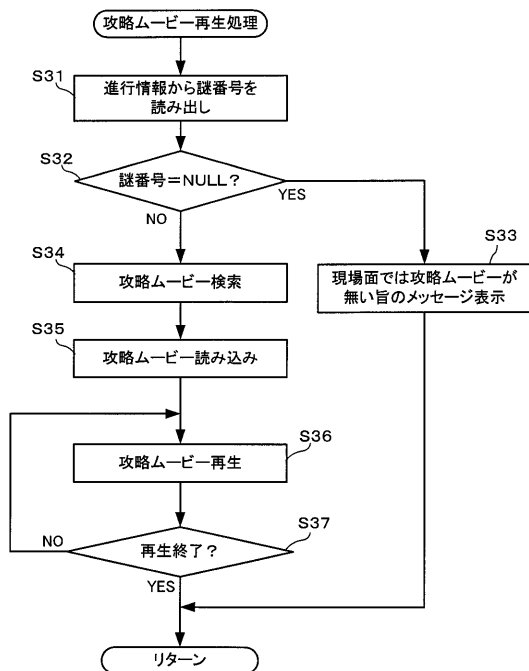 攻略ムービー再生処理
S31
進行情報から謎番号を
読み出し
S32
謎番号＝NULL？
YES
NO
S33
現場面では攻略ムービーが
無い旨のメッセージ表示
S34
攻略ムービー検索
S35
攻略ムービー読み込み
S36
攻略ムービー再生
S37
再生終了？
NO
YES
リターン